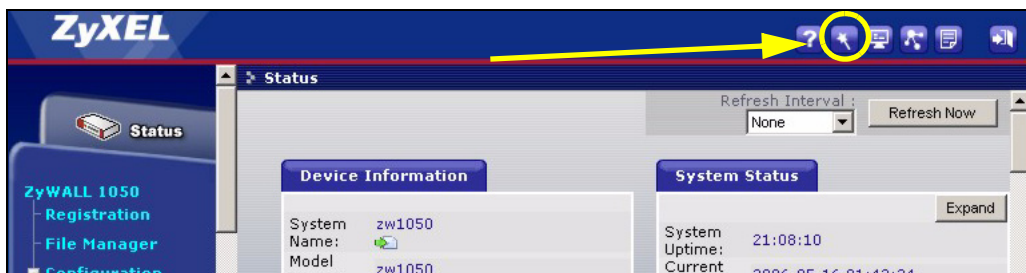 ZyXEL
?
Status
Status
Refresh Interval :
None
Refresh Now
ZyWALL 1050
Registration
File Manager
Configuration
Device Information
System Name:
zw1050
Model
zw1050
System Status
Expand
System Uptime:
21:08:10
Current